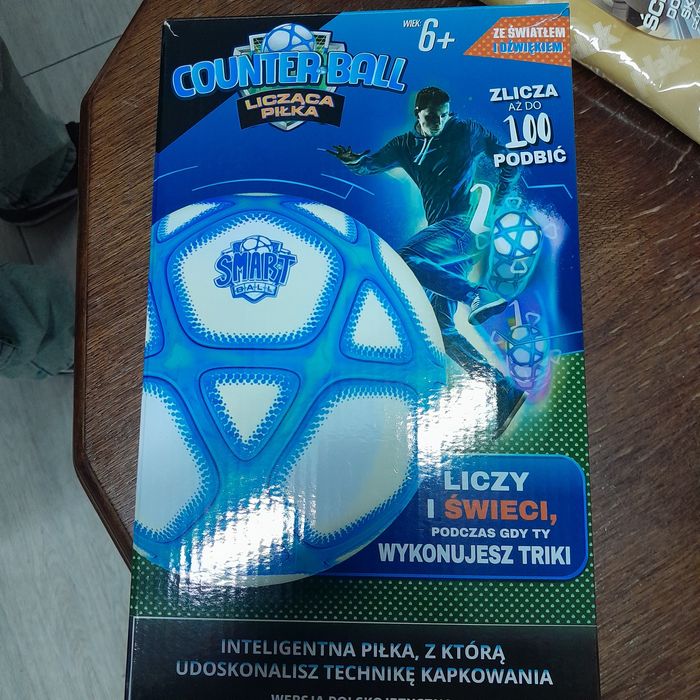 WIEK: 6+
ZE ŚWIATŁEM
I DŹWIĘKIEM
COUNTER BALL
LICZĄCA
PIŁKA
ZLICZA
AŻ DO
100
PODBIĆ
SMART
BALL
LICZY
I ŚWIECI,
PODCZAS GDY TY
WYKONUJESZ TRIKI
INTELIGENTNA PIŁKA, Z KTÓRĄ
UDOSKONALISZ TECHNIKĘ KAPKOWANIA
WERSJA